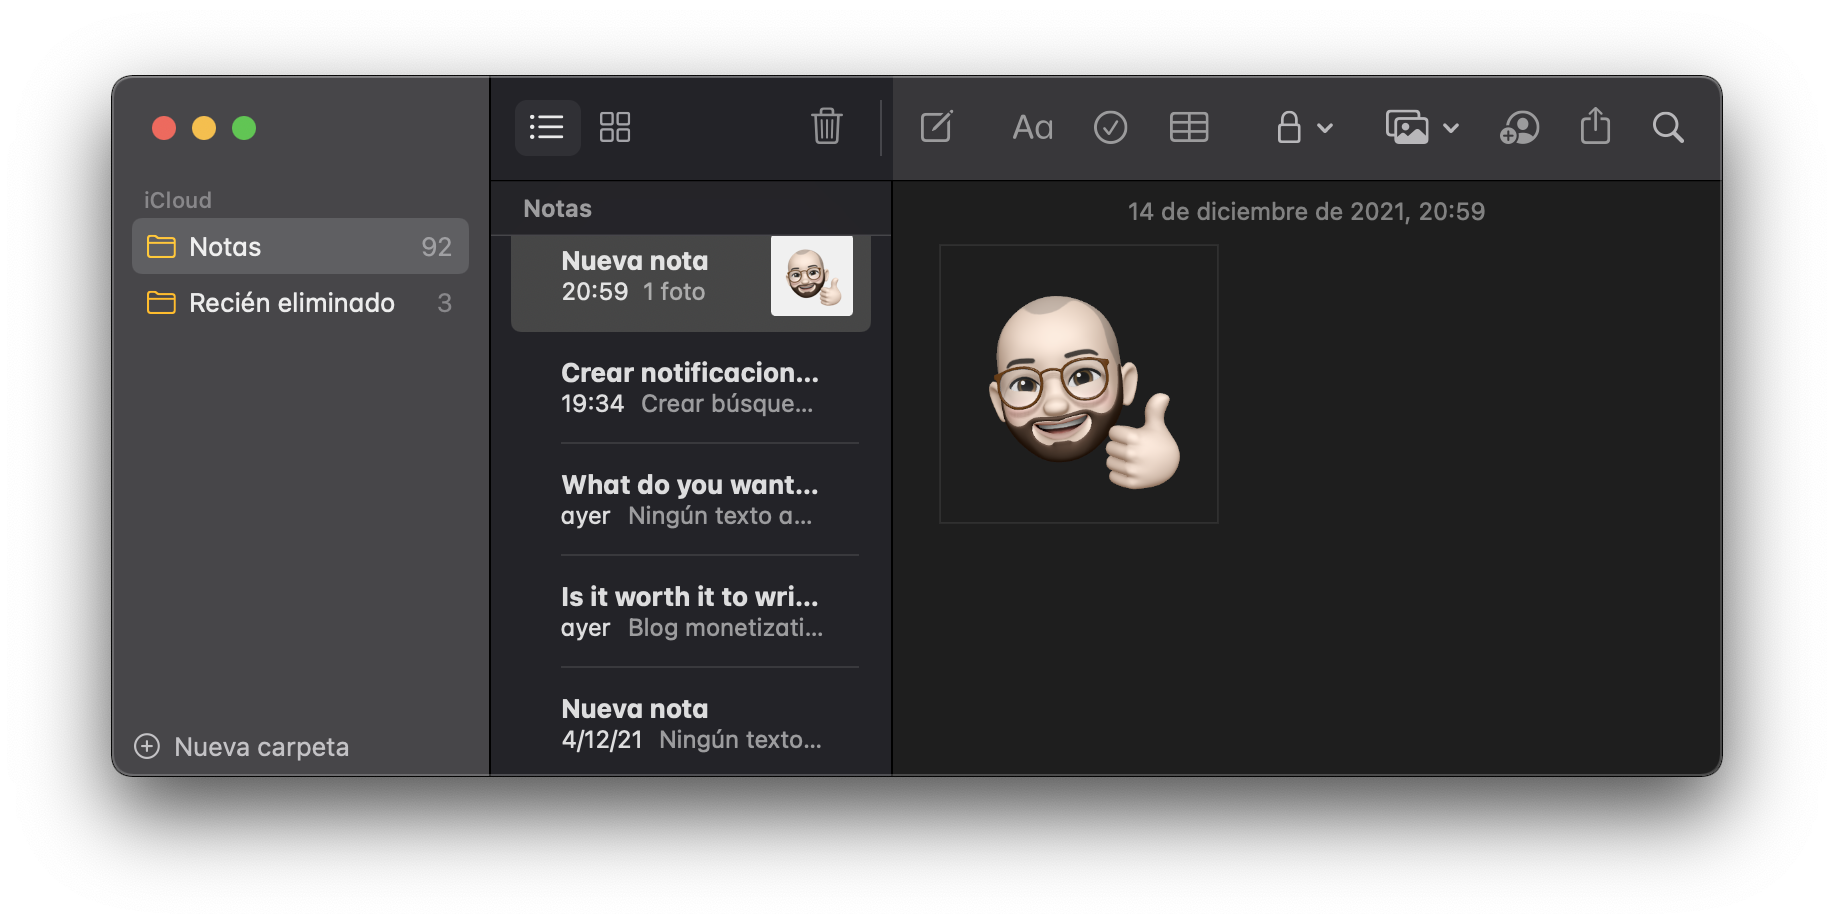 iCloud
Notas 92
Recién eliminado 3
Nueva carpeta
Notas
Nueva nota
20:59 1 foto
Crear notificacion...
19:34 Crear búsque...
What do you want...
ayer Ningún texto a...
Is it worth it to wri...
ayer Blog monetizati...
Nueva nota
4/12/21 Ningún texto...
Aa
14 de diciembre de 2021, 20:59